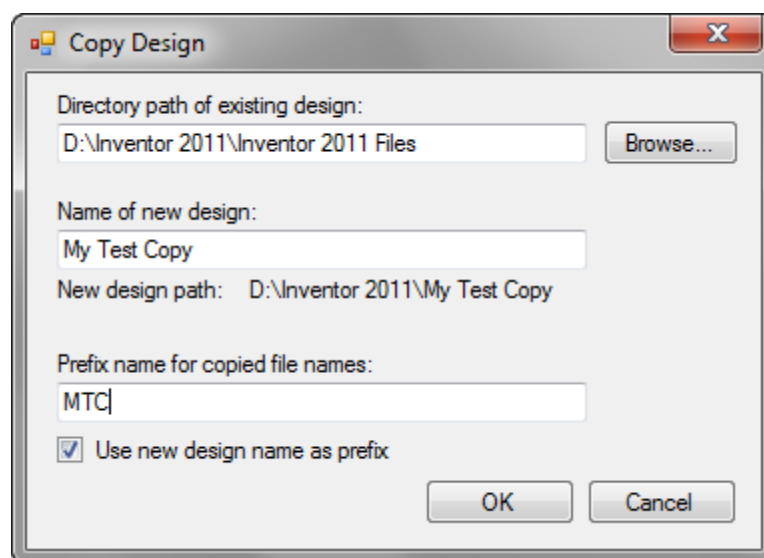 Copy Design
Directory path of existing design:
D:\Inventor 2011\Inventor 2011 Files
Browse...
Name of new design:
My Test Copy
New design path: D:\Inventor 2011\My Test Copy
Prefix name for copied file names:
MTC
Use new design name as prefix
OK Cancel